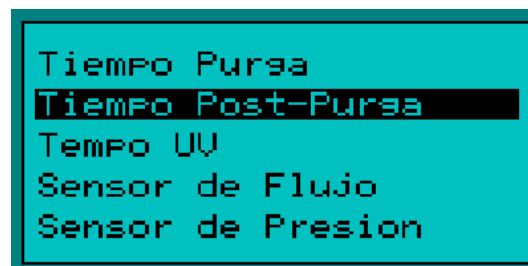 Tiempo Purga
Tiempo Post-Purga
Tempo UV
Sensor de Flujo
Sensor de Presion